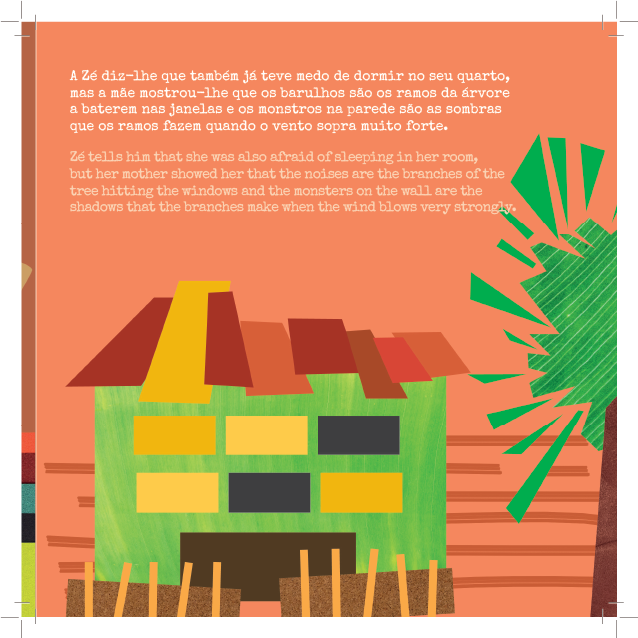 A Zé diz-lhe que também já teve medo de dormir no seu quarto,
mas a mãe mostrou-lhe que os barulhos são os ramos da árvore
a baterem nas janelas e os monstros na parede são as sombras
que os ramos fazem quando o vento sopra muito forte.
Zé tells him that she was also afraid of sleeping in her room,
but her mother showed her that the noises are the branches of the
tree hitting the windows and the monsters on the wall are the
shadows that the branches make when the wind blows very strongly.